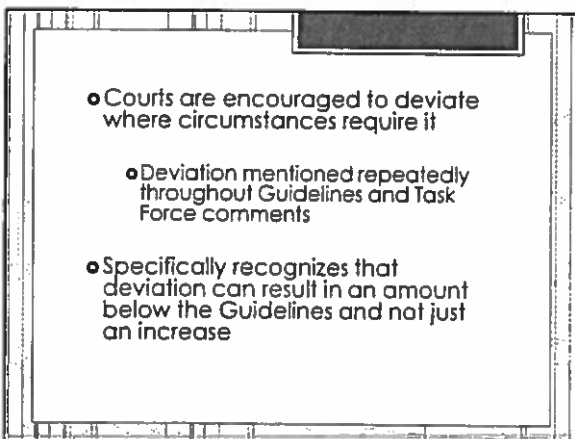 o Courts are encouraged to deviate
where circumstances require it
o Deviation mentioned repeatedly
throughout Guidelines and Task
Force comments
o Specifically recognizes that
deviation can result in an amount
below the Guidelines and not just
an increase